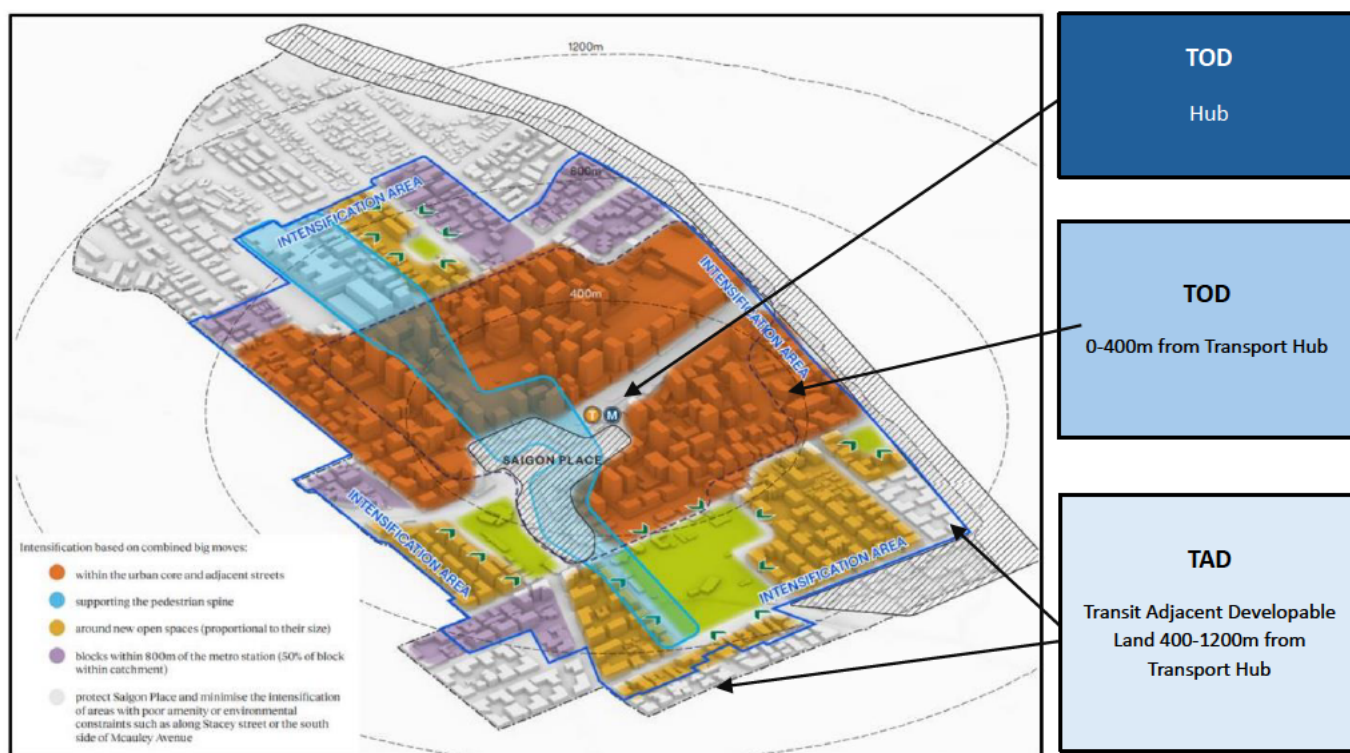 1200m
800m
400m
INTENSIFICATION AREA
INTENSIFICATION AREA
T M
SAIGON PLACE
INTENSIFICATION AREA
INTENSIFICATION AREA
Intensification based on combined big moves:
within the urban core and adjacent streets
supporting the pedestrian spine
around new open spaces (proportional to their size)
blocks within 800m of the metro station (50% of block
within catchment)
protect Saigon Place and minimise the intensification
of areas with poor amenity or environmental
constraints such as along Stacey street or the south
side of Mcauley Avenue
TOD
Hub
TOD
0-400m from Transport Hub
TAD
Transit Adjacent Developable
Land 400-1200m from
Transport Hub